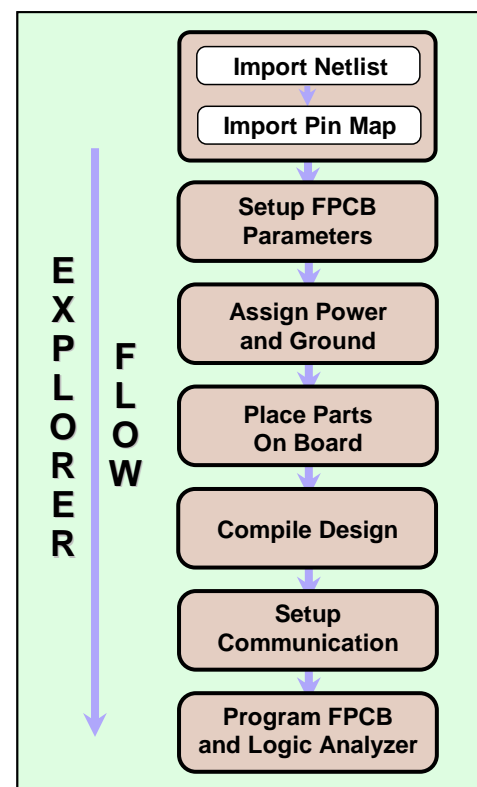 Import Netlist
Import Pin Map
Setup FPCB
Parameters
Assign Power
and Ground
Place Parts
On Board
Compile Design
Setup
Communication
Program FPCB
and Logic Analyzer
EXPLORER
FLOW